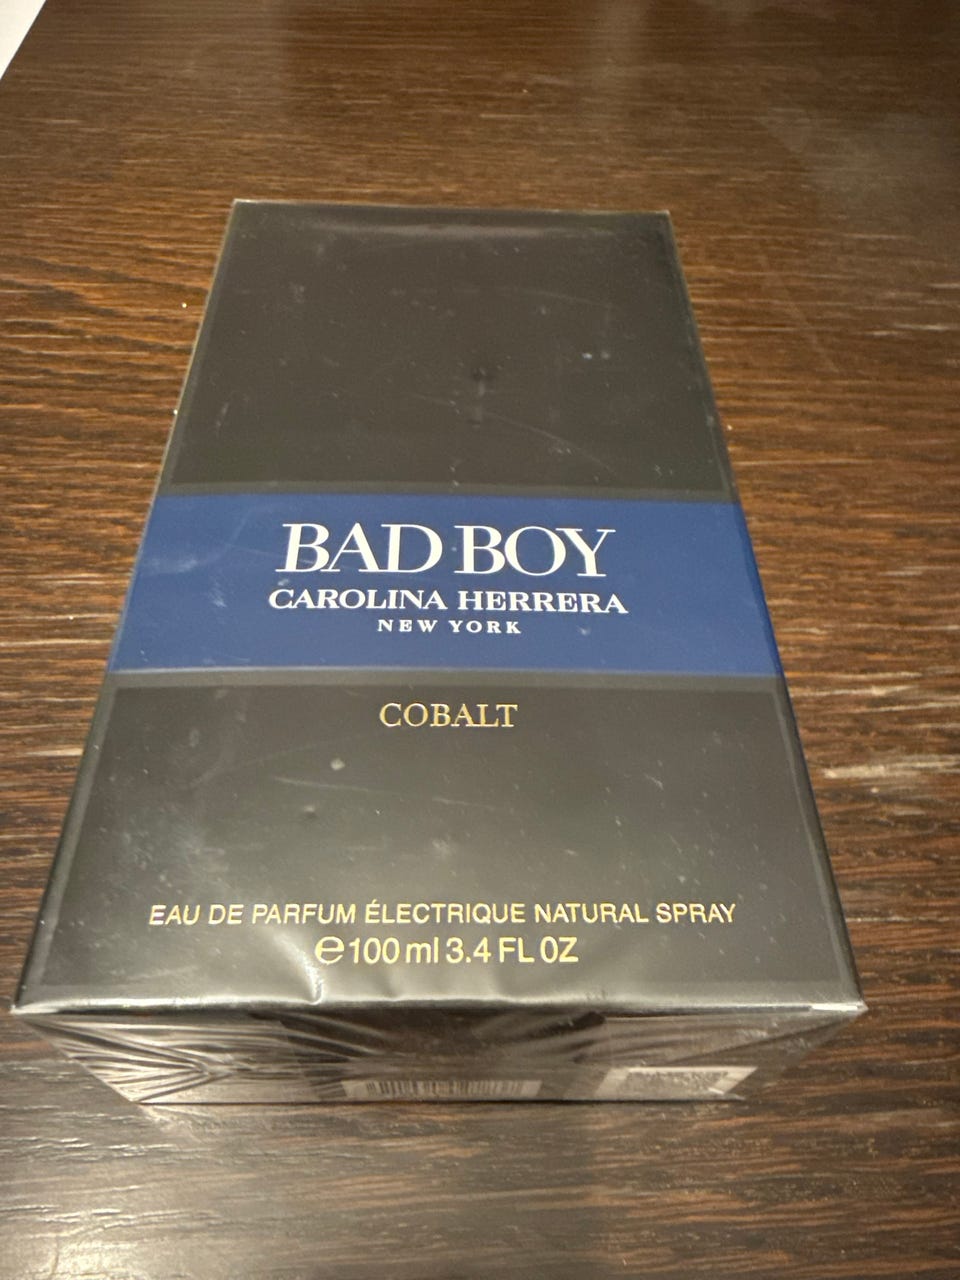 BAD BOY
CAROLINA HERRERA
NEW YORK
COBALT
EAU DE PARFUM ÉLECTRIQUE NATURAL SPRAY
℮100 ml 3.4 FL OZ